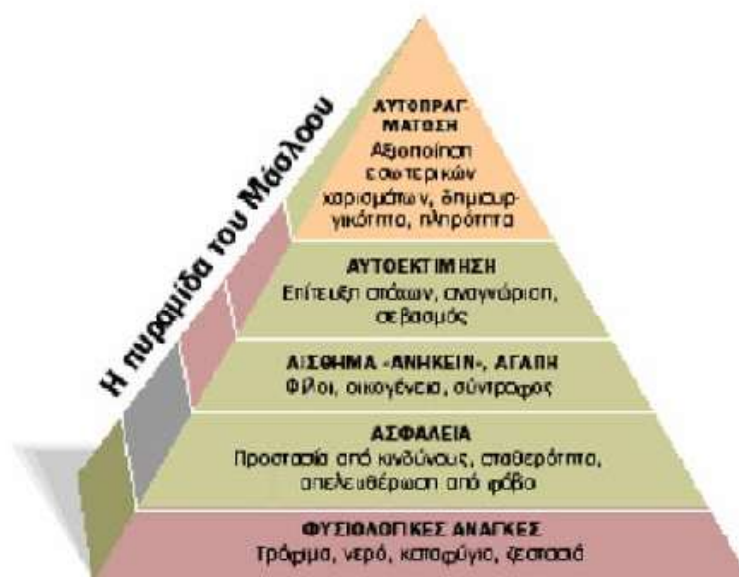 Η πυραμίδα του Μάσλοου
ΑΥΤΟΠΡΑΓ-
ΜΑΤΩΣΗ
Αξιοποίηση
εσωτερικών
χαρισμάτων, δημιουρ-
γικότητα, πληρότητα
ΑΥΤΟΕΚΤΙΜΗΣΗ
Επίτευξη στόχων, αναγνώριση,
σεβασμός
ΑΙΣΘΗΜΑ «ΑΝΗΚΕΙΝ», ΑΓΑΠΗ
Φίλοι, οικογένεια, σύντροφος
ΑΣΦΑΛΕΙΑ
Προστασία από κινδύνους, σταθερότητα,
απελευθέρωση από φόβο
ΦΥΣΙΟΛΟΓΙΚΕΣ ΑΝΑΓΚΕΣ
Τρόφιμα, νερό, καταφύγιο, ζεστασιά